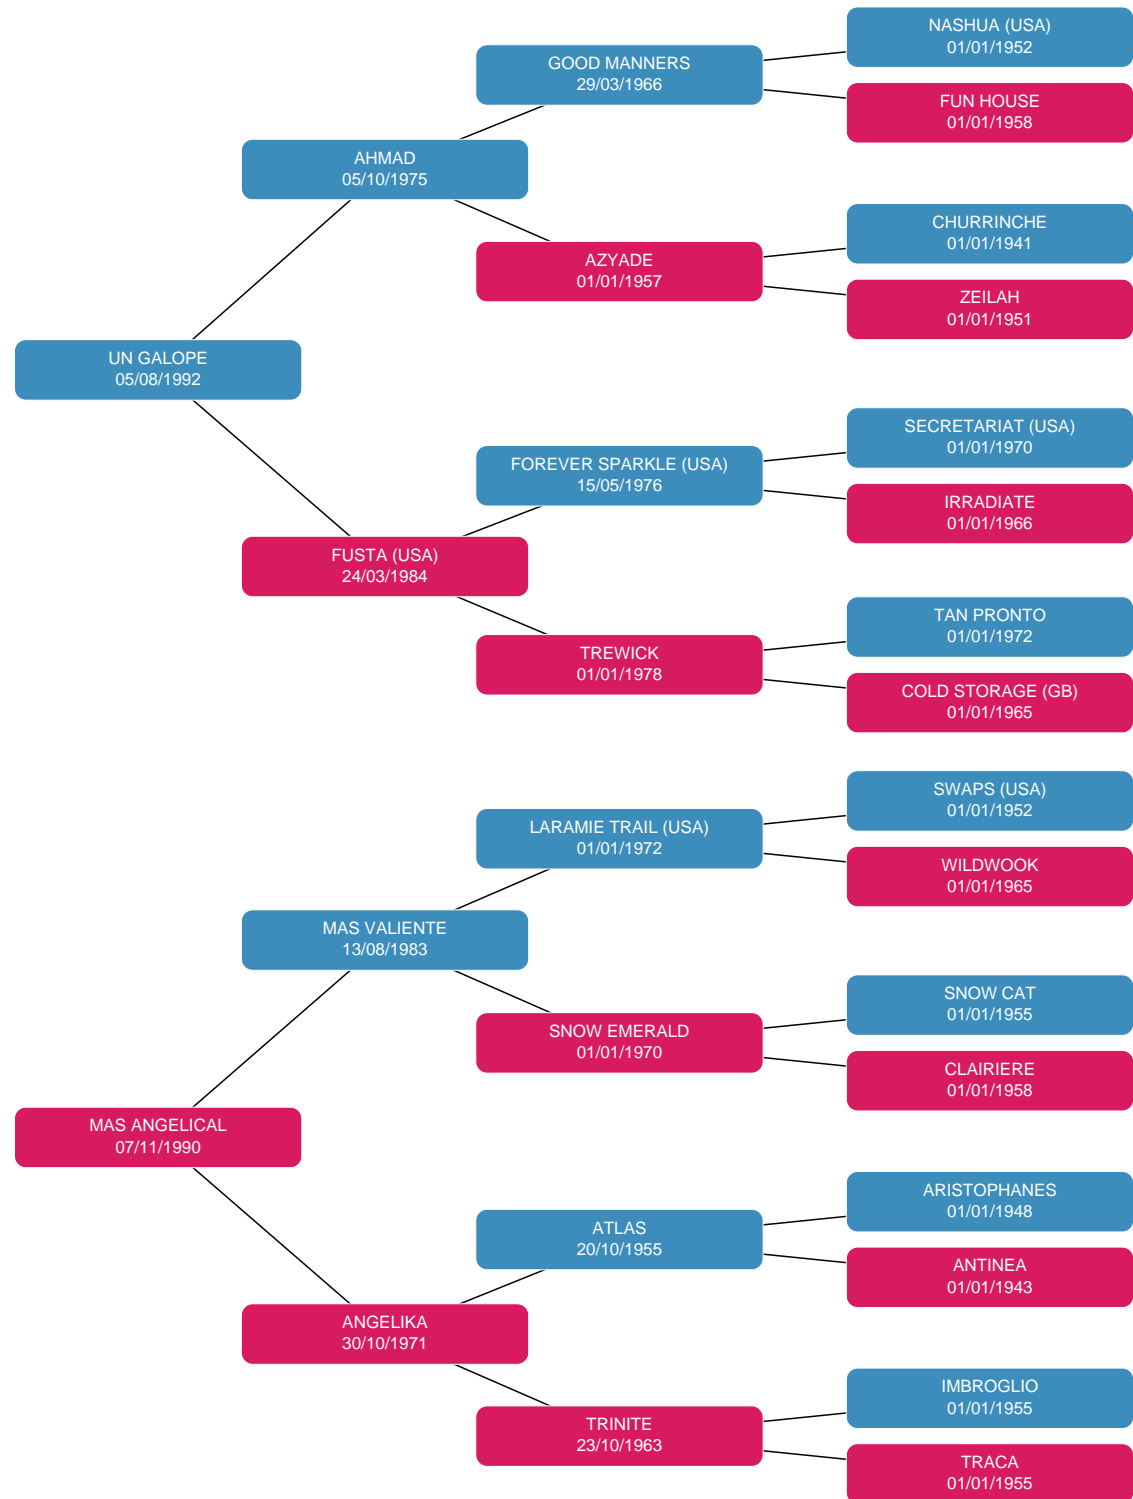 NASHUA (USA)
01/01/1952
GOOD MANNERS
29/03/1966
FUN HOUSE
01/01/1958
AHMAD
05/10/1975
CHURRINCHE
01/01/1941
AZYADE
01/01/1957
ZEILAH
01/01/1951
UN GALOPE
05/08/1992
SECRETARIAT (USA)
01/01/1970
FOREVER SPARKLE (USA)
15/05/1976
IRRADIATE
01/01/1966
FUSTA (USA)
24/03/1984
TAN PRONTO
01/01/1972
TREWICK
01/01/1978
COLD STORAGE (GB)
01/01/1965
SWAPS (USA)
01/01/1952
LARAMIE TRAIL (USA)
01/01/1972
WILDWOOK
01/01/1965
MAS VALIENTE
13/08/1983
SNOW CAT
01/01/1955
SNOW EMERALD
01/01/1970
CLAIRIERE
01/01/1958
MAS ANGELICAL
07/11/1990
ARISTOPHANES
01/01/1948
ATLAS
20/10/1955
ANTINEA
01/01/1943
ANGELIKA
30/10/1971
IMBROGLIO
01/01/1955
TRINITE
23/10/1963
TRACA
01/01/1955